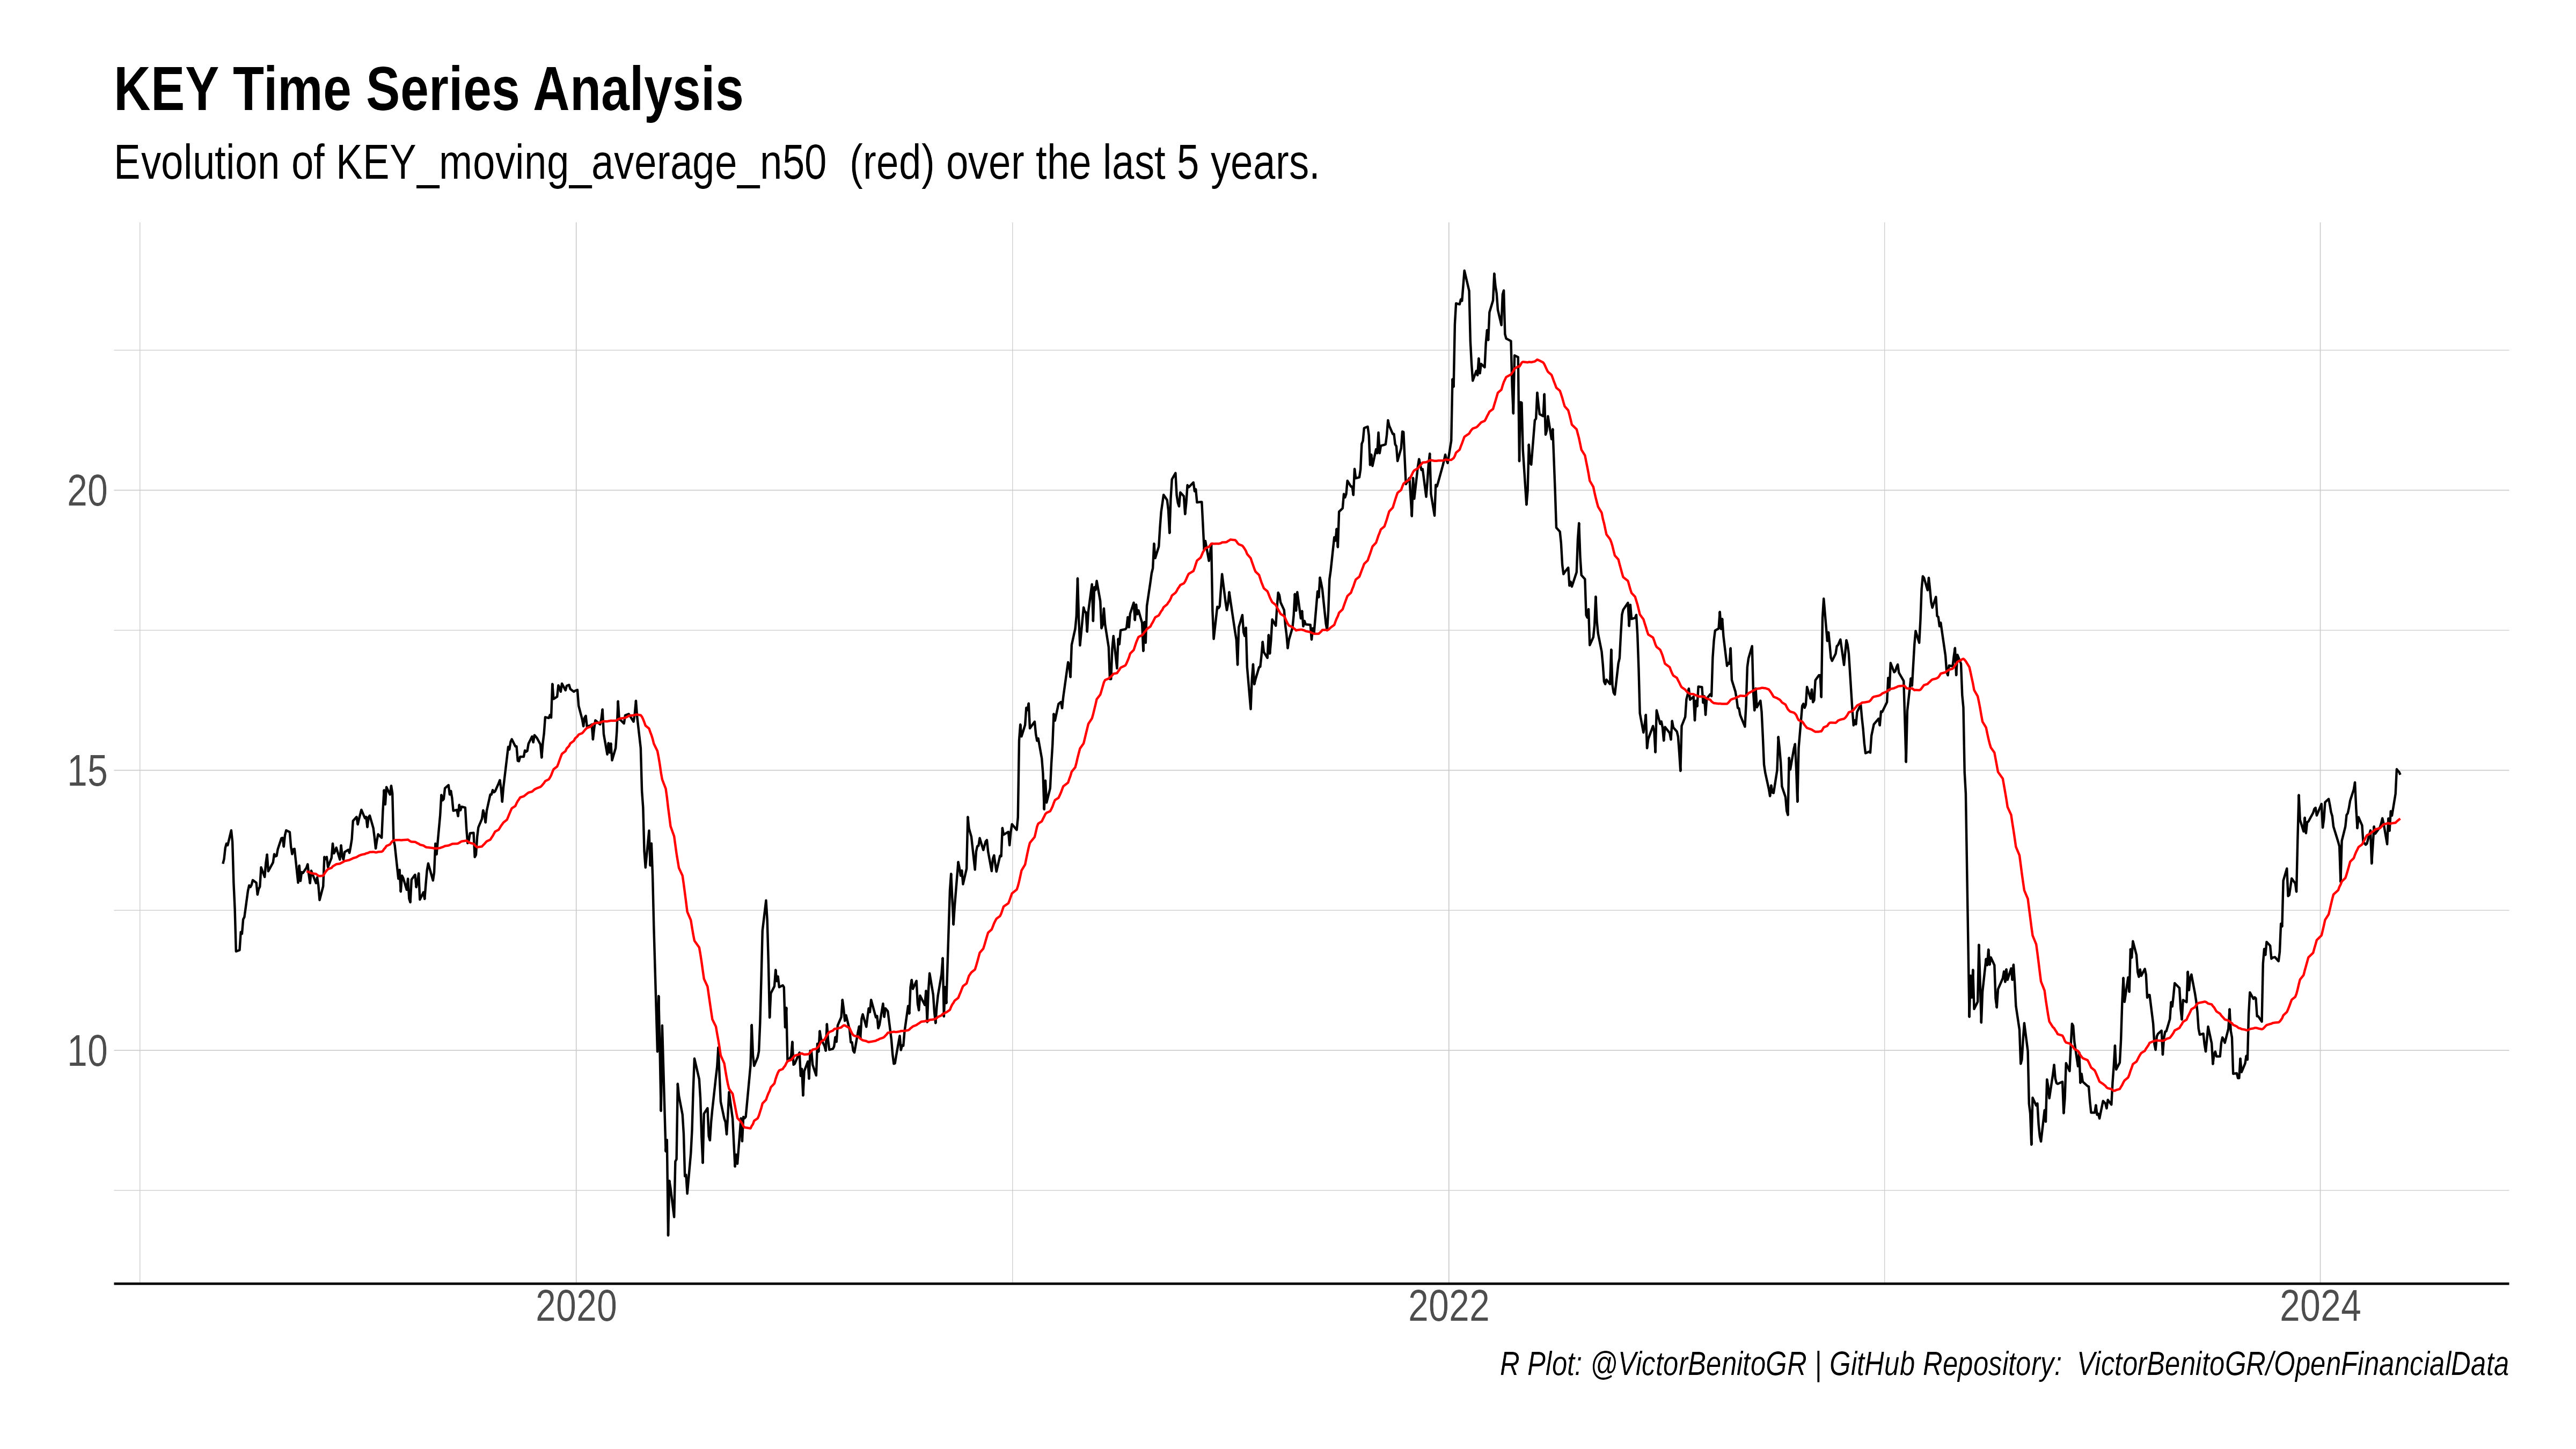 KEY Time Series Analysis
Evolution of KEY_moving_average_n50  (red) over the last 5 years.
20
15
10
2020 2022 2024
R Plot: @VictorBenitoGR | GitHub Repository:  VictorBenitoGR/OpenFinancialData